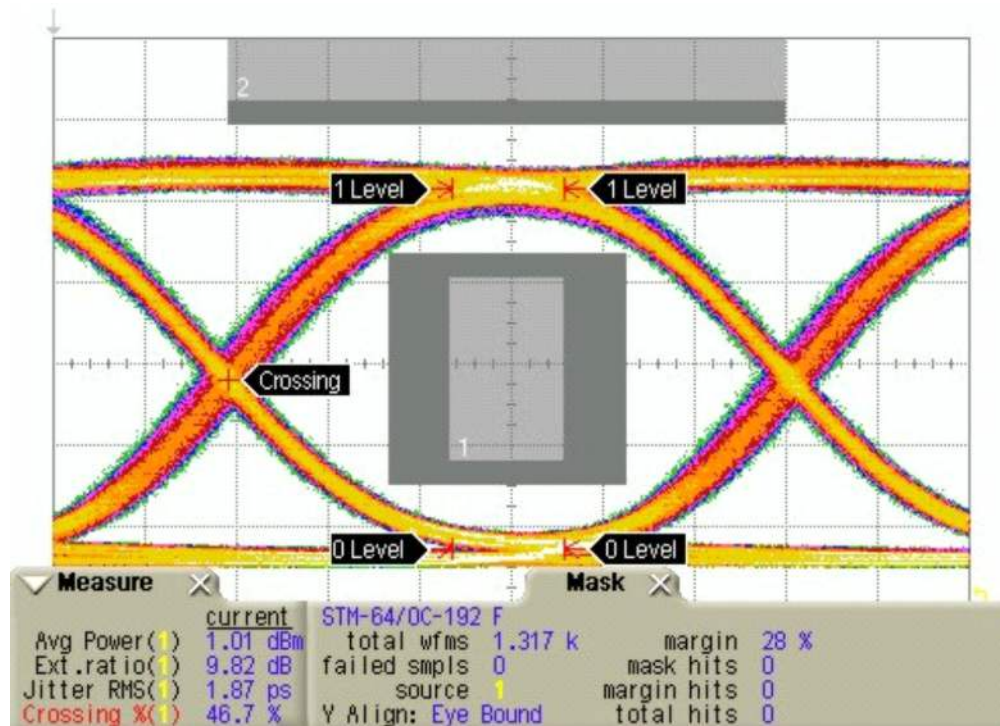 2
1 Level
1 Level
Crossing
1
0 Level
0 Level
Measure
Mask
current
Avg Power(1) 1.01 dBm
Ext.ratio(1) 9.82 dB
Jitter RMS(1) 1.87 ps
Crossing %(1) 46.7 %
STM-64/OC-192 F
total wfms 1.317 k
failed smpls 0
source 1
Y Align: Eye Bound
margin 28 %
mask hits 0
margin hits 0
total hits 0